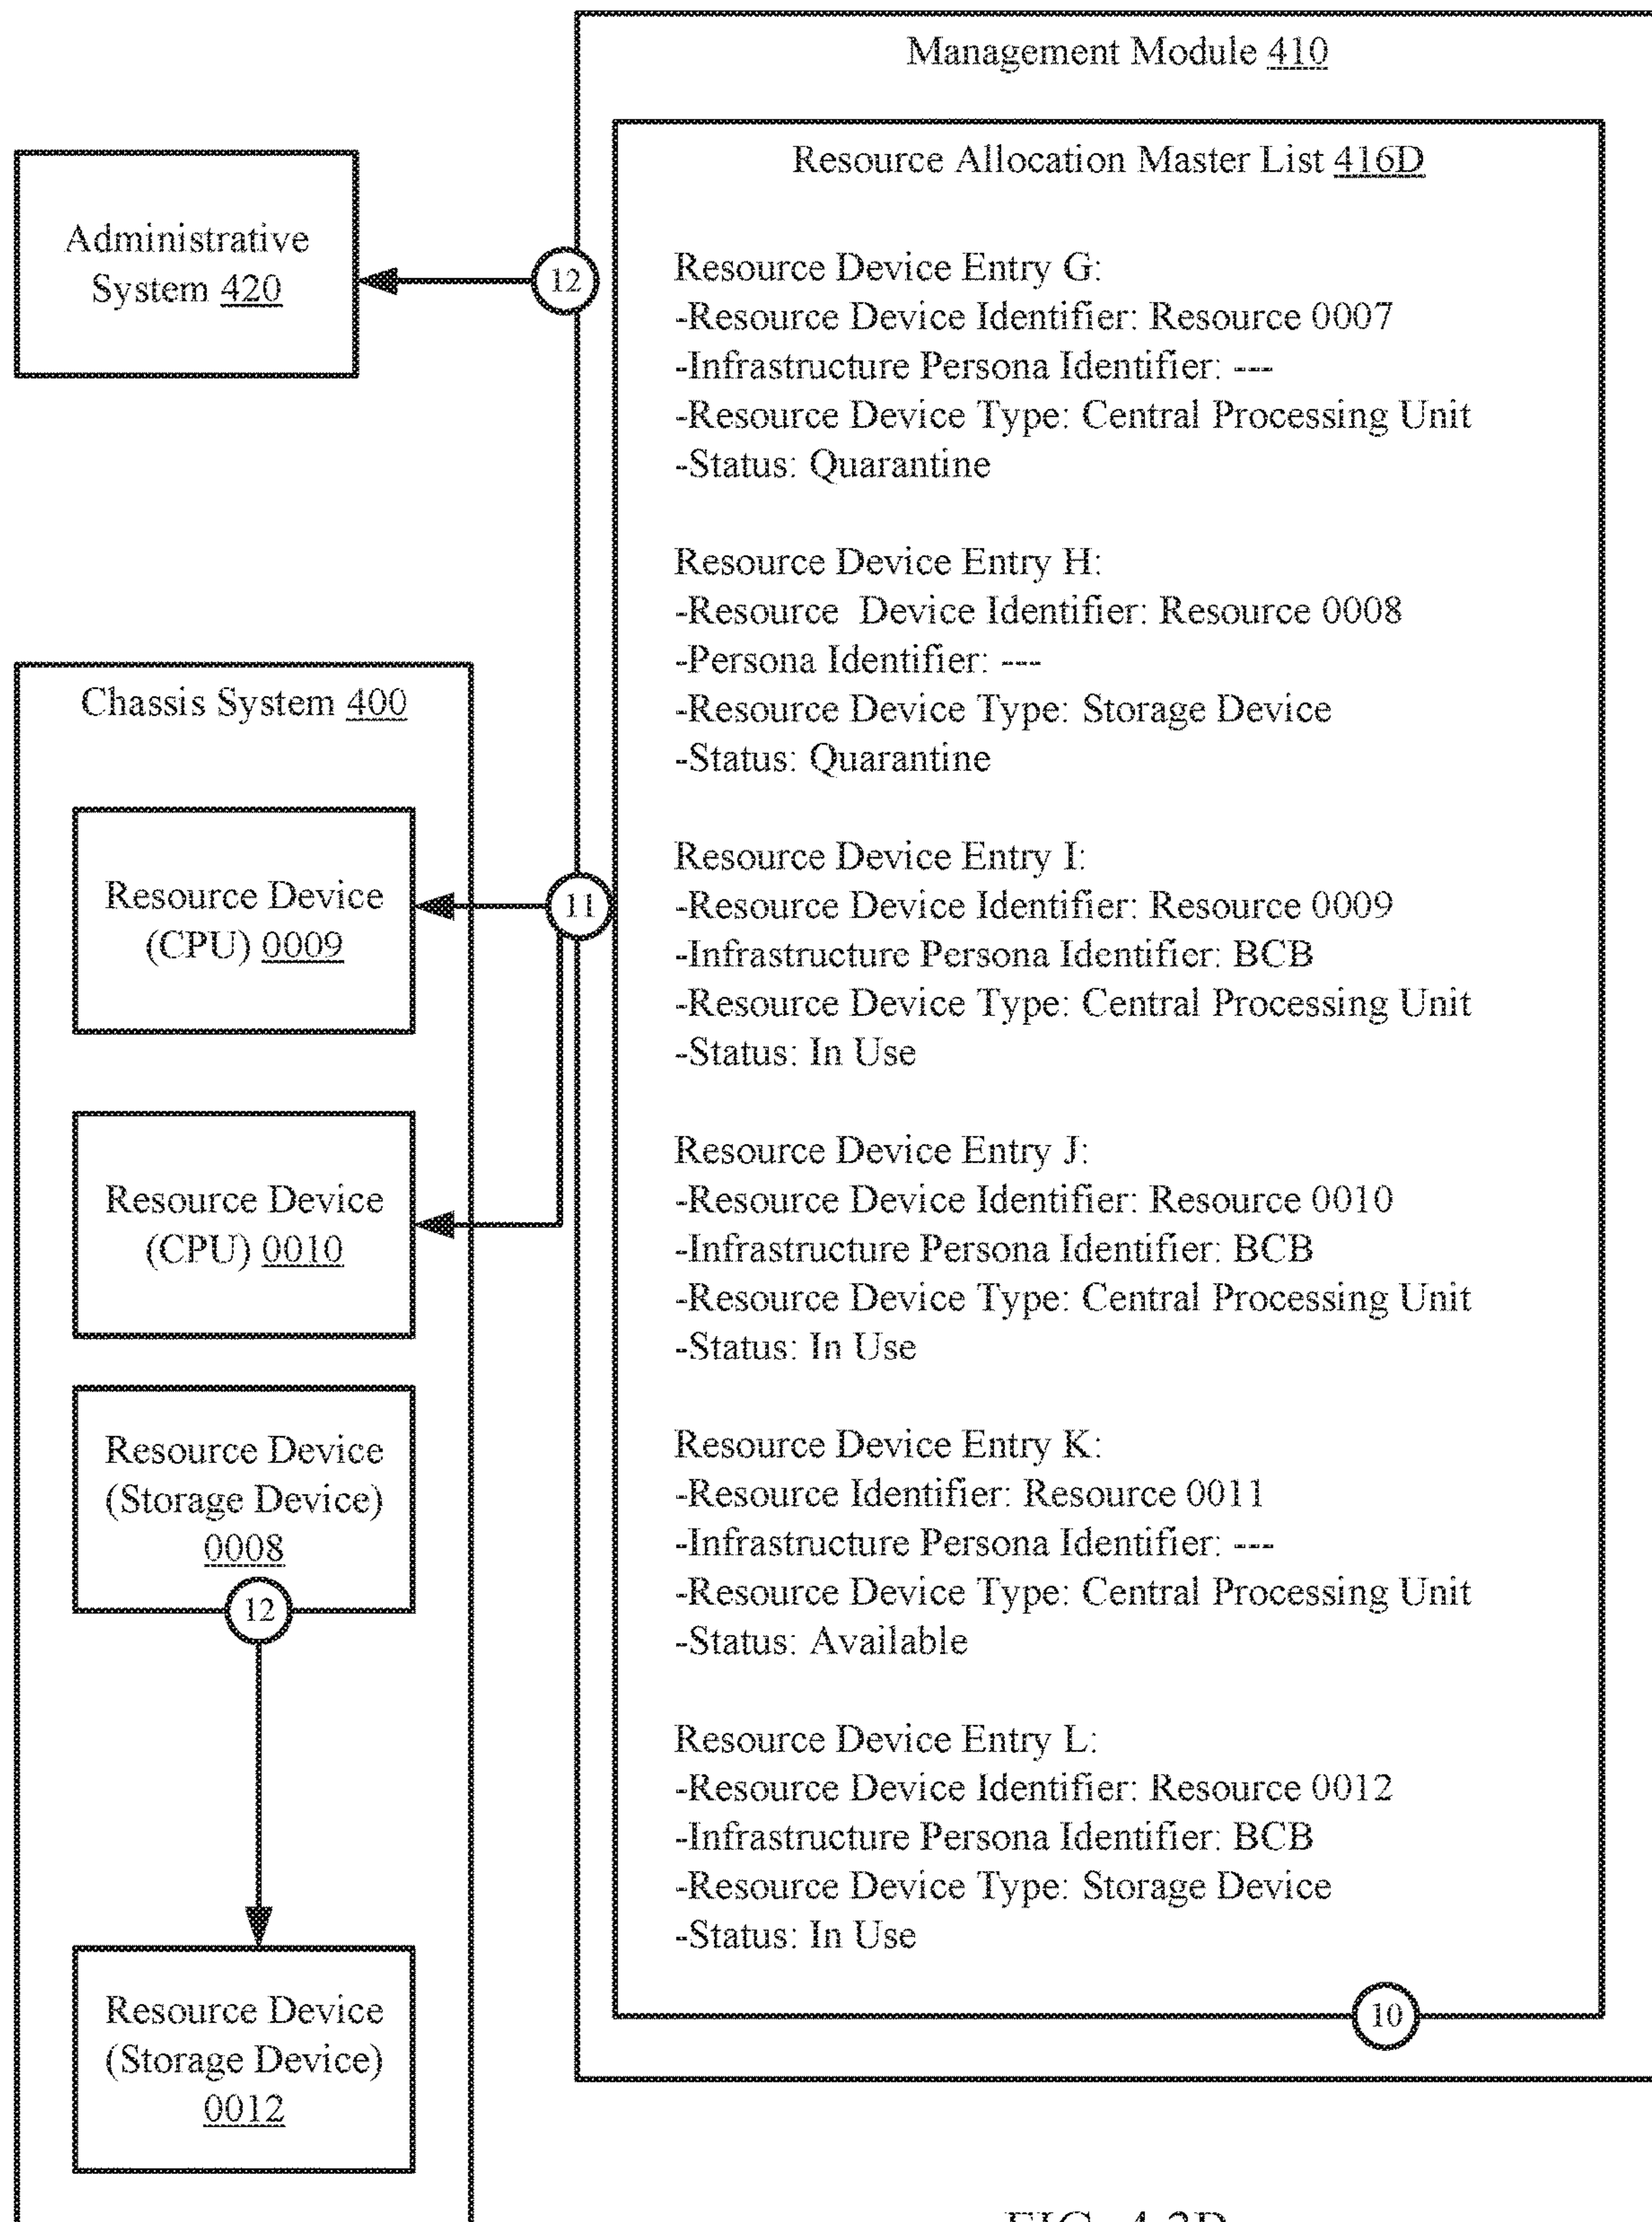 Management Module 410
Resource Allocation Master List 416D
Administrative
System 420
12
Resource Device Entry G:
-Resource Device Identifier: Resource 0007
-Infrastructure Persona Identifier: ---
-Resource Device Type: Central Processing Unit
-Status: Quarantine
Resource Device Entry H:
-Resource  Device Identifier: Resource 0008
-Persona Identifier: ---
-Resource Device Type: Storage Device
-Status: Quarantine
Resource Device Entry I:
-Resource Device Identifier: Resource 0009
-Infrastructure Persona Identifier: BCB
-Resource Device Type: Central Processing Unit
-Status: In Use
Resource Device Entry J:
-Resource Device Identifier: Resource 0010
-Infrastructure Persona Identifier: BCB
-Resource Device Type: Central Processing Unit
-Status: In Use
Resource Device Entry K:
-Resource Identifier: Resource 0011
-Infrastructure Persona Identifier: ---
-Resource Device Type: Central Processing Unit
-Status: Available
Resource Device Entry L:
-Resource Device Identifier: Resource 0012
-Infrastructure Persona Identifier: BCB
-Resource Device Type: Storage Device
-Status: In Use
10
Chassis System 400
Resource Device
(CPU) 0009
11
Resource Device
(CPU) 0010
Resource Device
(Storage Device)
0008
12
Resource Device
(Storage Device)
0012